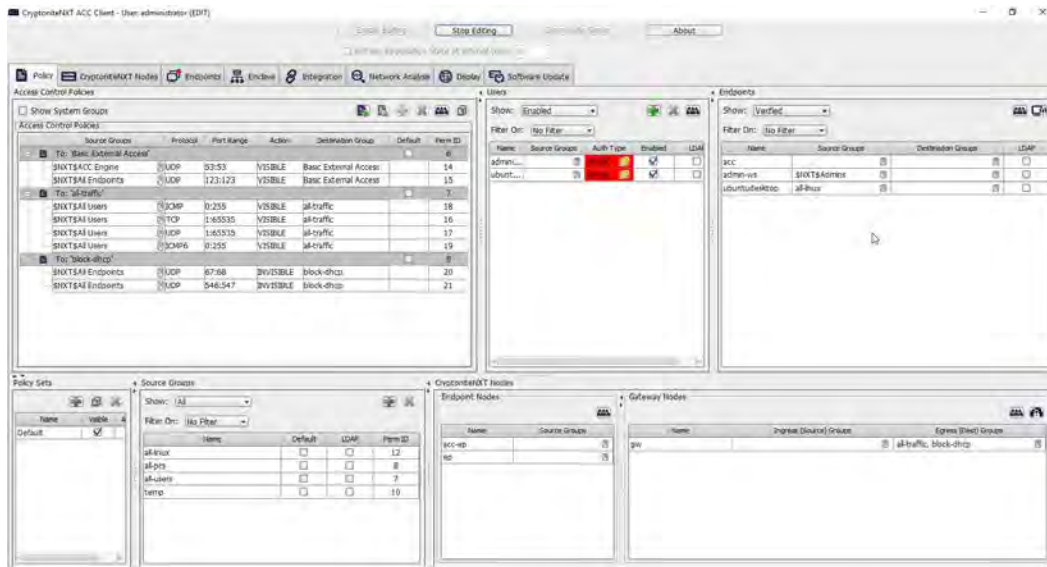 CryptoniteNXT ACC Client - User: administrator (EDIT)
Stop Editing
About
Policy CryptoniteNXT Nodes Endpoints Enclave Integration Network Analysis Display Software Update
Access Control Policies
Show System Groups
Access Control Policies
Source Groups Protocol Port Range Action Destination Group Default Perm ID
To: 'Basic External Access' 6
$NXT$ACC Engine UDP 53:53 VISIBLE Basic External Access 14
$NXT$All Endpoints UDP 123:123 VISIBLE Basic External Access 15
To: 'all-traffic' 7
$NXT$All Users ICMP 0:255 VISIBLE all-traffic 18
$NXT$All Users TCP 1:65535 VISIBLE all-traffic 16
$NXT$All Users UDP 1:65535 VISIBLE all-traffic 17
$NXT$All Users ICMP6 0:255 VISIBLE all-traffic 19
To: 'block-dhcp'
$NXT$All Endpoints UDP 67:68 INVISIBLE block-dhcp 20
$NXT$All Endpoints UDP 546:547 INVISIBLE block-dhcp 21
Users
Show: Enabled
Filter On: No Filter
Name Source Groups Auth Type Enabled LDAP
admini...
ubunt...
Endpoints
Show: Verified
Filter On: No Filter
Name Source Groups Destination Groups LDAP
acc
admin-ws $NXT$Admins
ubuntudesktop all-linux
Policy Sets
Name Visible A
Default
Source Groups
Show: All
Filter On: No Filter
Name Default LDAP Perm ID
all-linux 12
all-pcs 8
all-users 7
temp 10
CryptoniteNXT Nodes
Endpoint Nodes
Name Source Groups
acc-ep
ep
Gateway Nodes
Name Ingress (Source) Groups Egress (Dest) Groups
gw all-traffic, block-dhcp